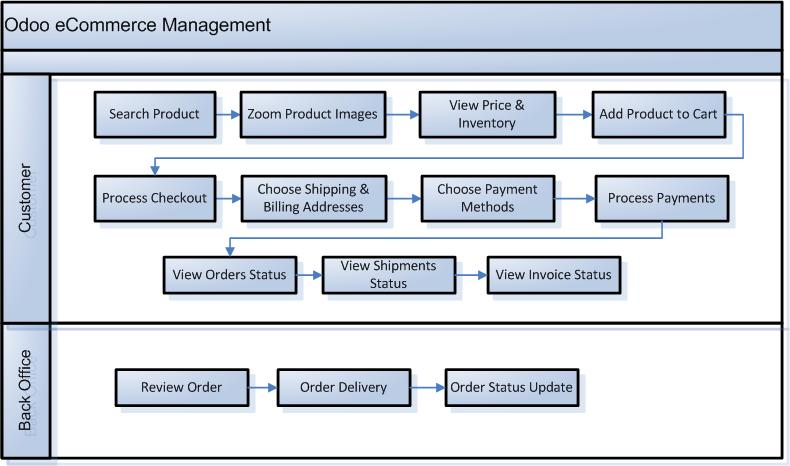 Odoo eCommerce Management
Customer
Search Product
Zoom Product Images
View Price &
Inventory
Add Product to Cart
Process Checkout
Choose Shipping &
Billing Addresses
Choose Payment
Methods
Process Payments
View Orders Status
View Shipments
Status
View Invoice Status
Back Office
Review Order
Order Delivery
Order Status Update